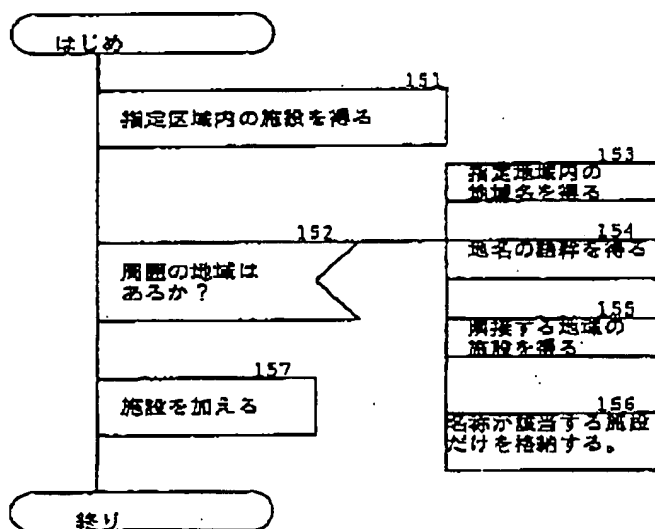 はじめ
151
指定区域内の施設を得る
152
周囲の地域は
あるか？
153
指定地域内の
地域名を得る
154
地名の語幹を得る
155
隣接する地域の
施設を得る
156
名称が該当する施設
だけを格納する。
157
施設を加える
終り